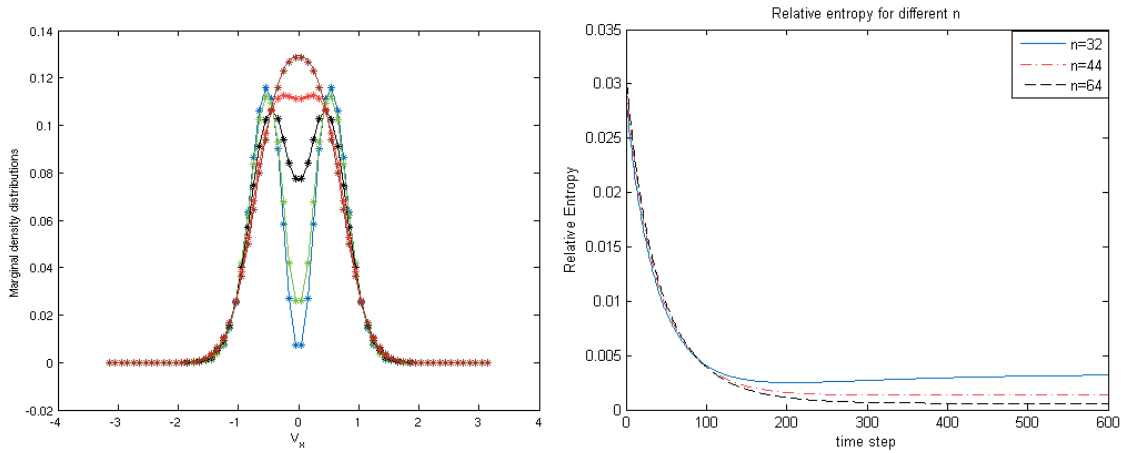 0.14
0.12
0.1
0.08
0.06
0.04
0.02
0
-0.02
Marginal density distributions
-4 -3 -2 -1 0 1 2 3 4
V_x
Relative entropy for different n
n=32
n=44
n=64
0.035
0.03
0.025
0.02
0.015
0.01
0.005
0
Relative Entropy
0 100 200 300 400 500 600
time step